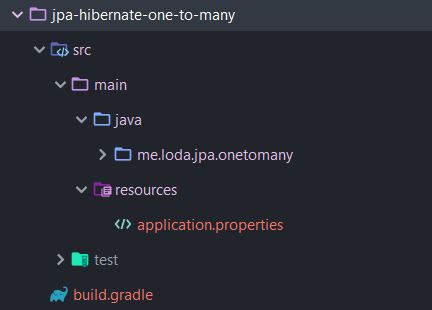 jpa-hibernate-one-to-many
src
main
java
me.loda.jpa.onetomany
resources
application.properties
test
build.gradle